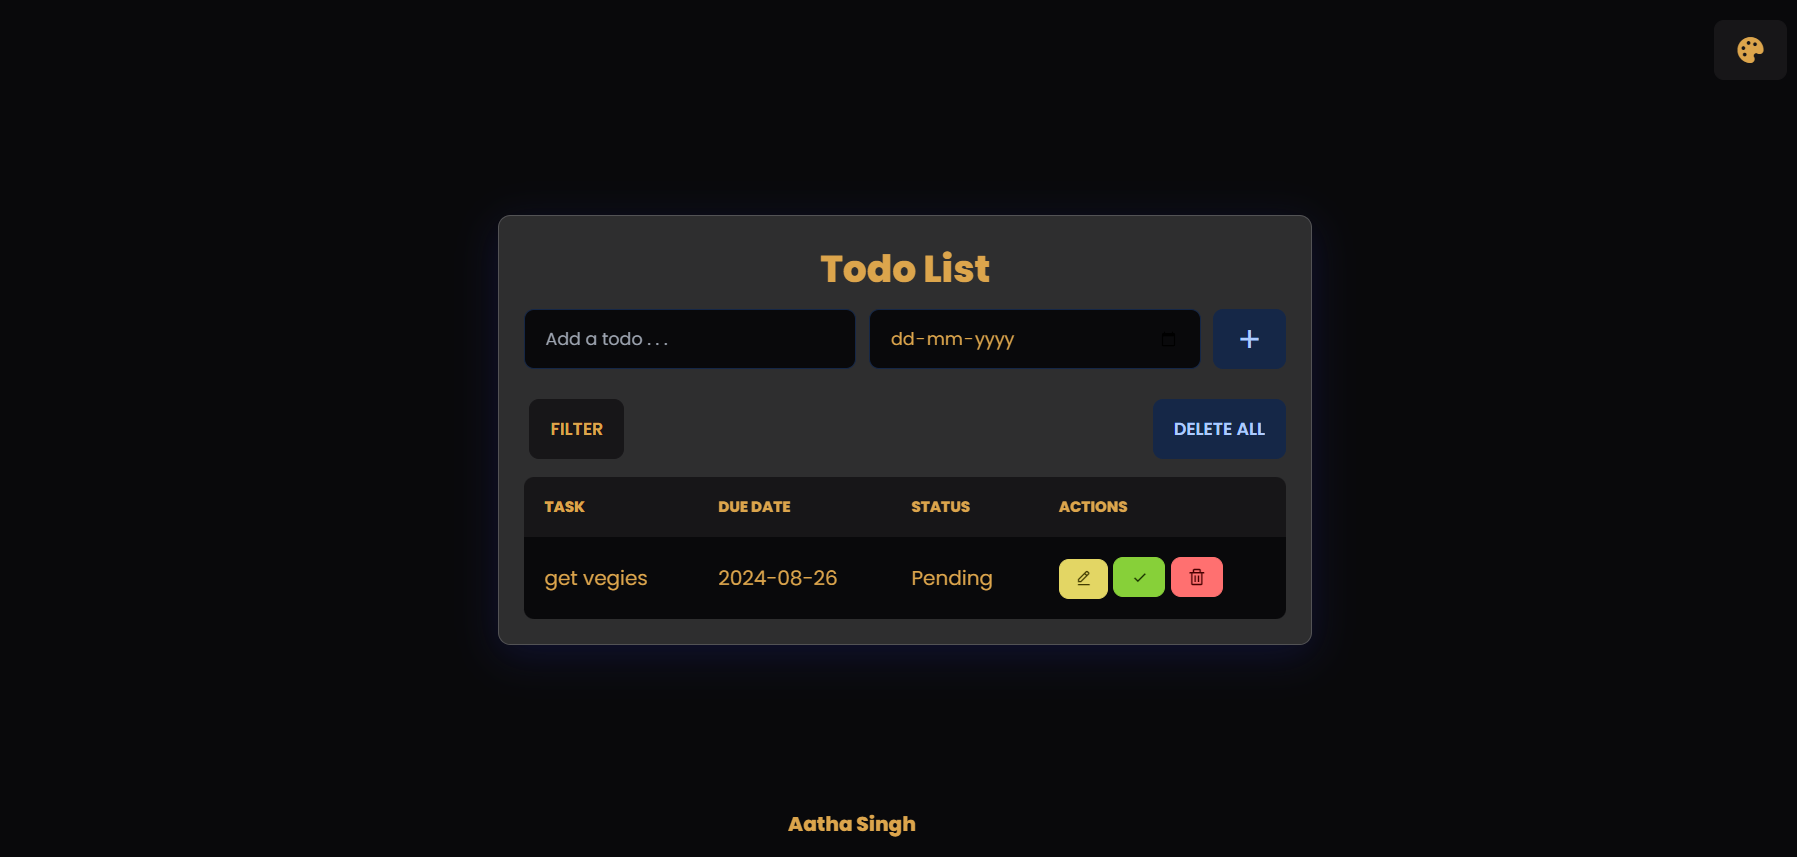 Todo List
Add a todo . . .
dd-mm-yyyy
+
FILTER
DELETE ALL
TASK DUE DATE STATUS ACTIONS
get vegies 2024-08-26 Pending
Aatha Singh